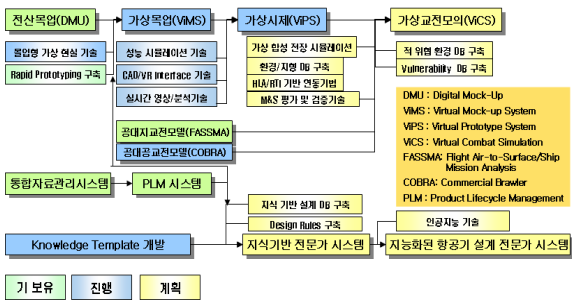 전산목업(DMU)
가상목업(ViMS)
가상시제(ViPS)
가상교전모의(ViCS)
몰입형 가상 현실 기술
성능 시뮬레이션 기술
가상 합성 전장 시뮬레이션
적 위협 환경 DB 구축
Rapid Prototyping 구축
CAD/VR Interface 기술
환경/지형 DB 구축
Vulnerability DB 구축
실시간 영상/분석기술
HLA/RTI 기반 연동기법
M&S 평가 및 검증기술
DMU : Digital Mock-Up
ViMS : Virtual Mock-up System
ViPS : Virtual Prototype System
ViCS : Virtual Combat Simulation
FASSMA: Flight Air-to-Surface/Ship
Mission Analysis
COBRA: Commercial Brawler
PLM : Product Lifecycle Management
공대지교전모델(FASSMA)
공대공교전모델(COBRA)
통합자료관리시스템
PLM 시스템
지식 기반 설계 DB 구축
Design Rules 구축
인공지능 기술
Knowledge Template 개발
지식기반 전문가 시스템
지능화된 항공기 설계 전문가 시스템
기 보유
진행
계획